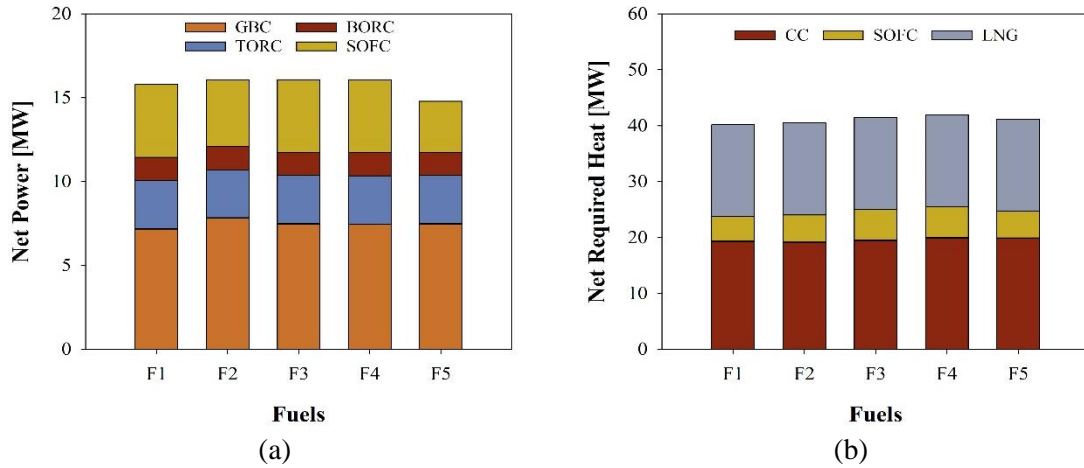 GBC BORC
TORC SOFC
Net Power [MW]
20
15
10
5
0
F1 F2 F3 F4 F5
Fuels
(a)
CC SOFC LNG
Net Required Heat [MW]
60
50
40
30
20
10
0
F1 F2 F3 F4 F5
Fuels
(b)